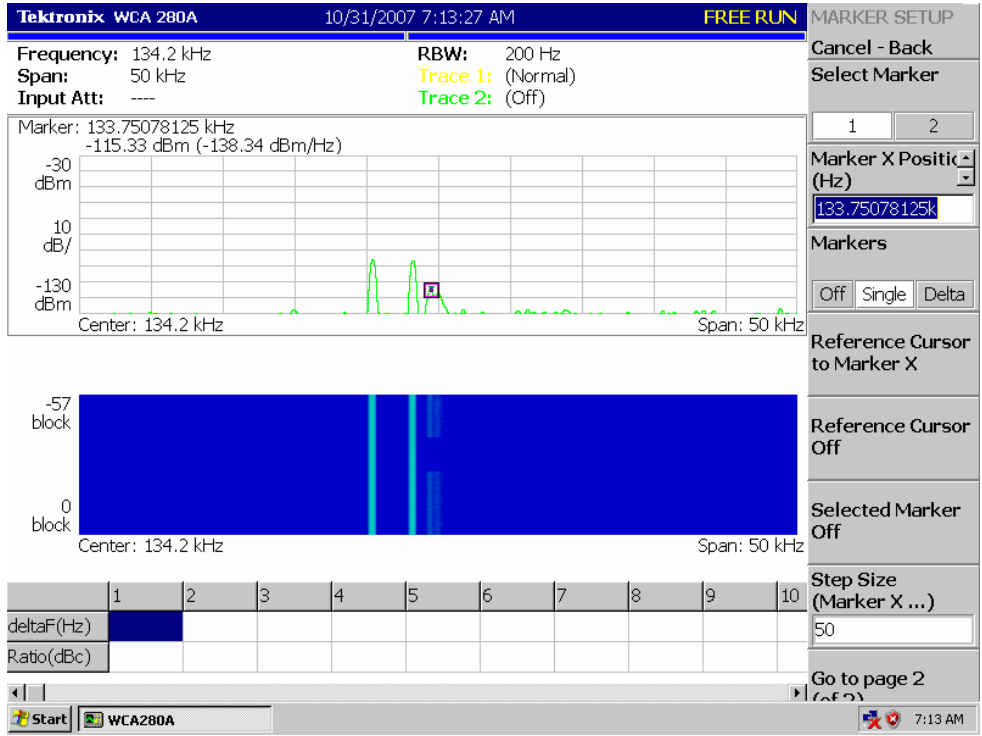 Tektronix WCA 280A 10/31/2007 7:13:27 AM FREE RUN
Frequency: 134.2 kHz RBW: 200 Hz
Span: 50 kHz Trace 1: (Normal)
Input Att: ---- Trace 2: (Off)
Marker: 133.75078125 kHz
-115.33 dBm (-138.34 dBm/Hz)
-30
dBm
10
dB/
-130
dBm
Center: 134.2 kHz Span: 50 kHz
-57
block
0
block
Center: 134.2 kHz Span: 50 kHz
1 2 3 4 5 6 7 8 9 10
deltaF(Hz)
Ratio(dBc)
MARKER SETUP
Cancel - Back
Select Marker
1 2
Marker X Positic
(Hz)
133.75078125k
Markers
Off Single Delta
Reference Cursor
to Marker X
Reference Cursor
Off
Selected Marker
Off
Step Size
(Marker X ...)
50
Go to page 2
(of 2)
Start WCA280A 7:13 AM